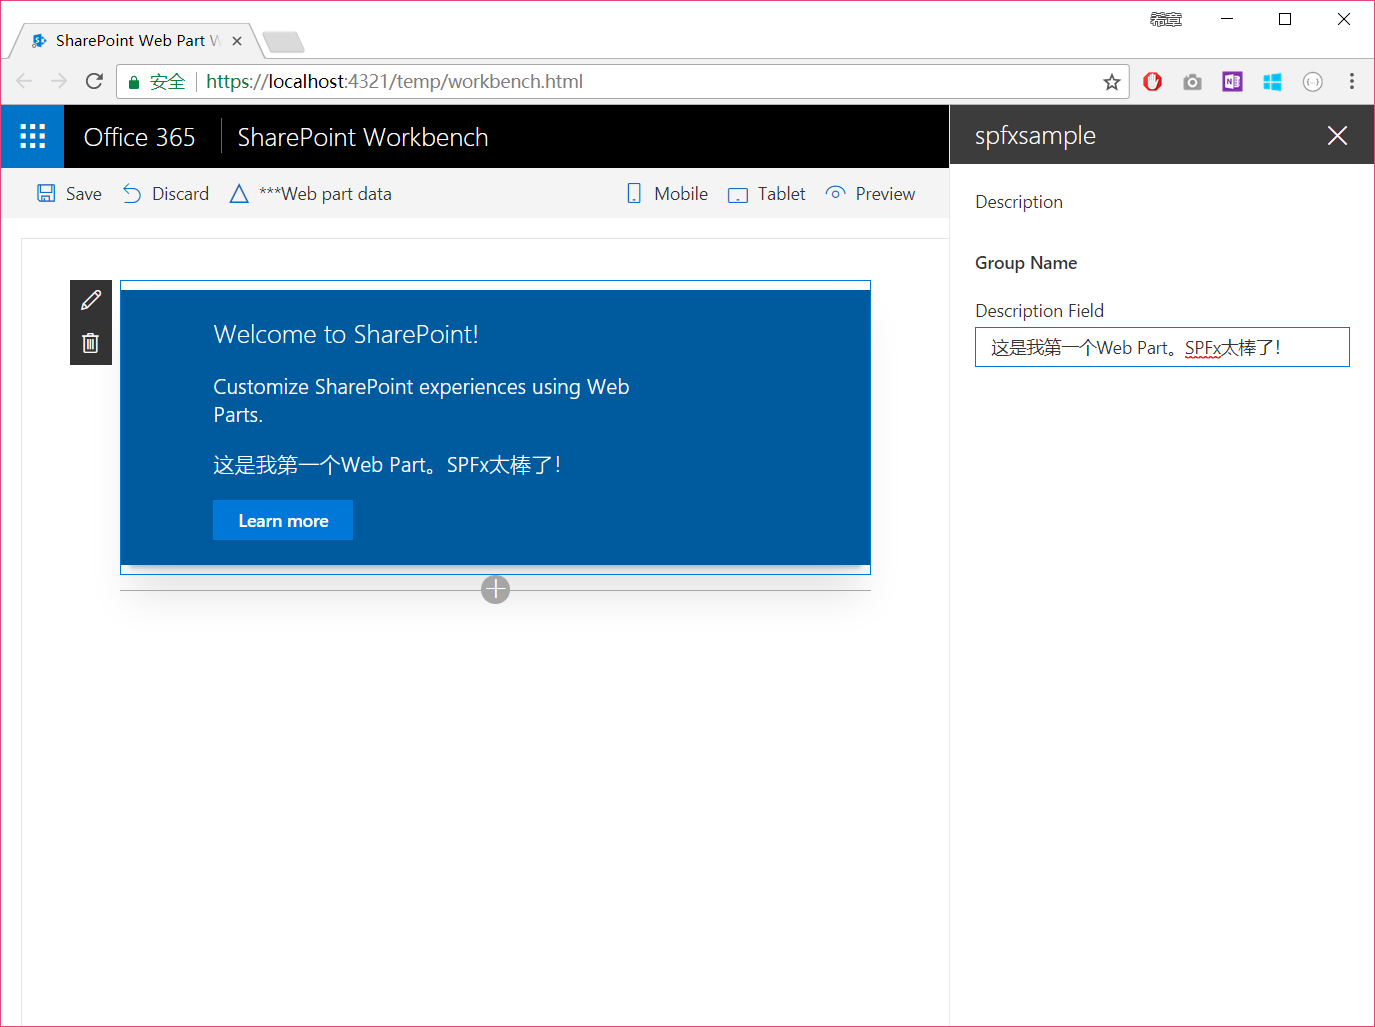 希章
SharePoint Web Part W
安全 https://localhost:4321/temp/workbench.html
Office 365 SharePoint Workbench
spfxsample
Save Discard ***Web part data Mobile Tablet Preview
Description
Group Name
Description Field
这是我第一个Web Part。SPFx太棒了！
Welcome to SharePoint!
Customize SharePoint experiences using Web
Parts.
这是我第一个Web Part。SPFx太棒了！
Learn more